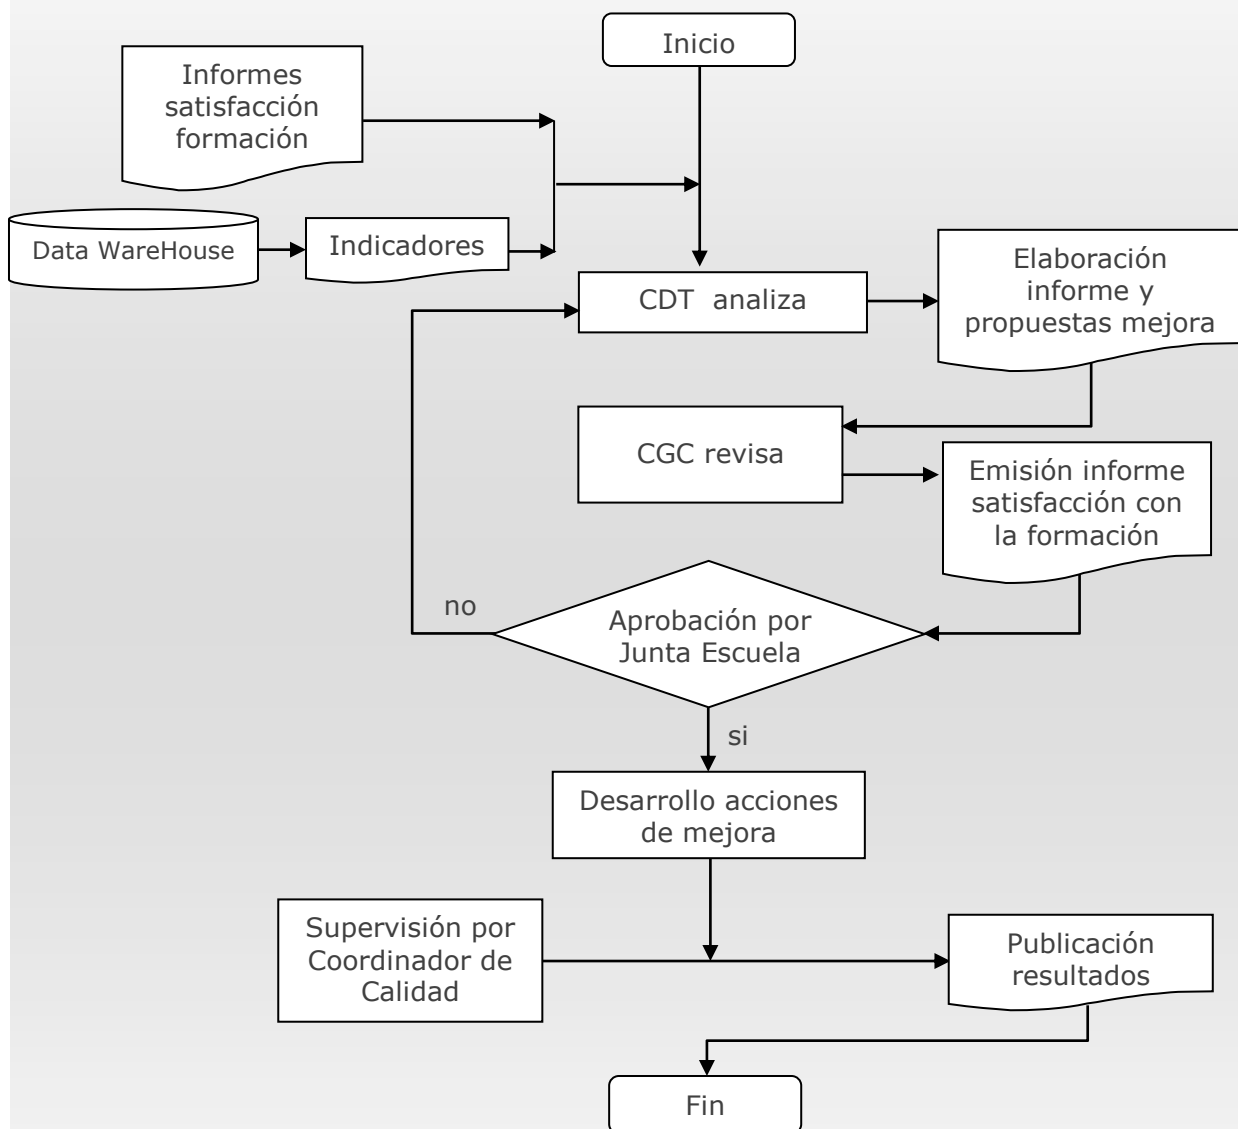 Inicio
Informes
satisfacción
formación
Data WareHouse
Indicadores
CDT analiza
Elaboración
informe y
propuestas mejora
CGC revisa
Emisión informe
satisfacción con
la formación
no
Aprobación por
Junta Escuela
si
Desarrollo acciones
de mejora
Supervisión por
Coordinador de
Calidad
Publicación
resultados
Fin